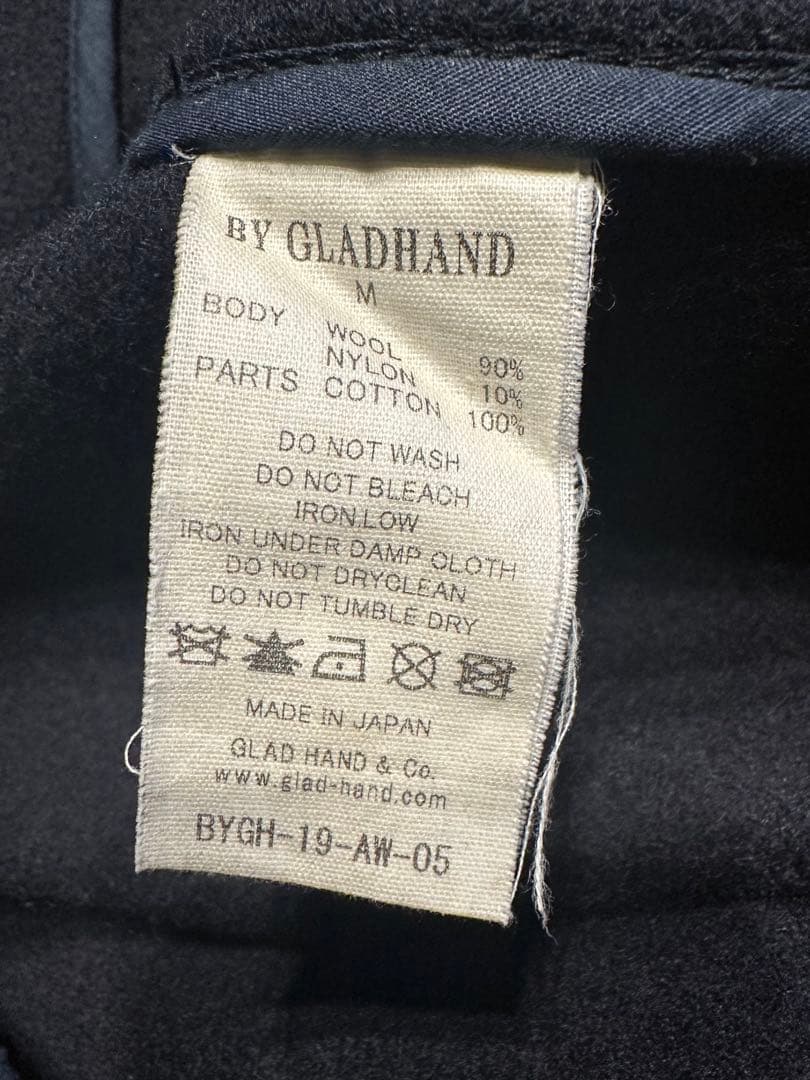 BY GLADHAND
M
BODY WOOL 90%
NYLON 10%
PARTS COTTON 100%
DO NOT WASH
DO NOT BLEACH
IRON.LOW
IRON UNDER DAMP CLOTH
DO NOT DRYCLEAN
DO NOT TUMBLE DRY
MADE IN JAPAN
GLAD HAND & Co.
www.glad-hand.com
BYGH-19-AW-05